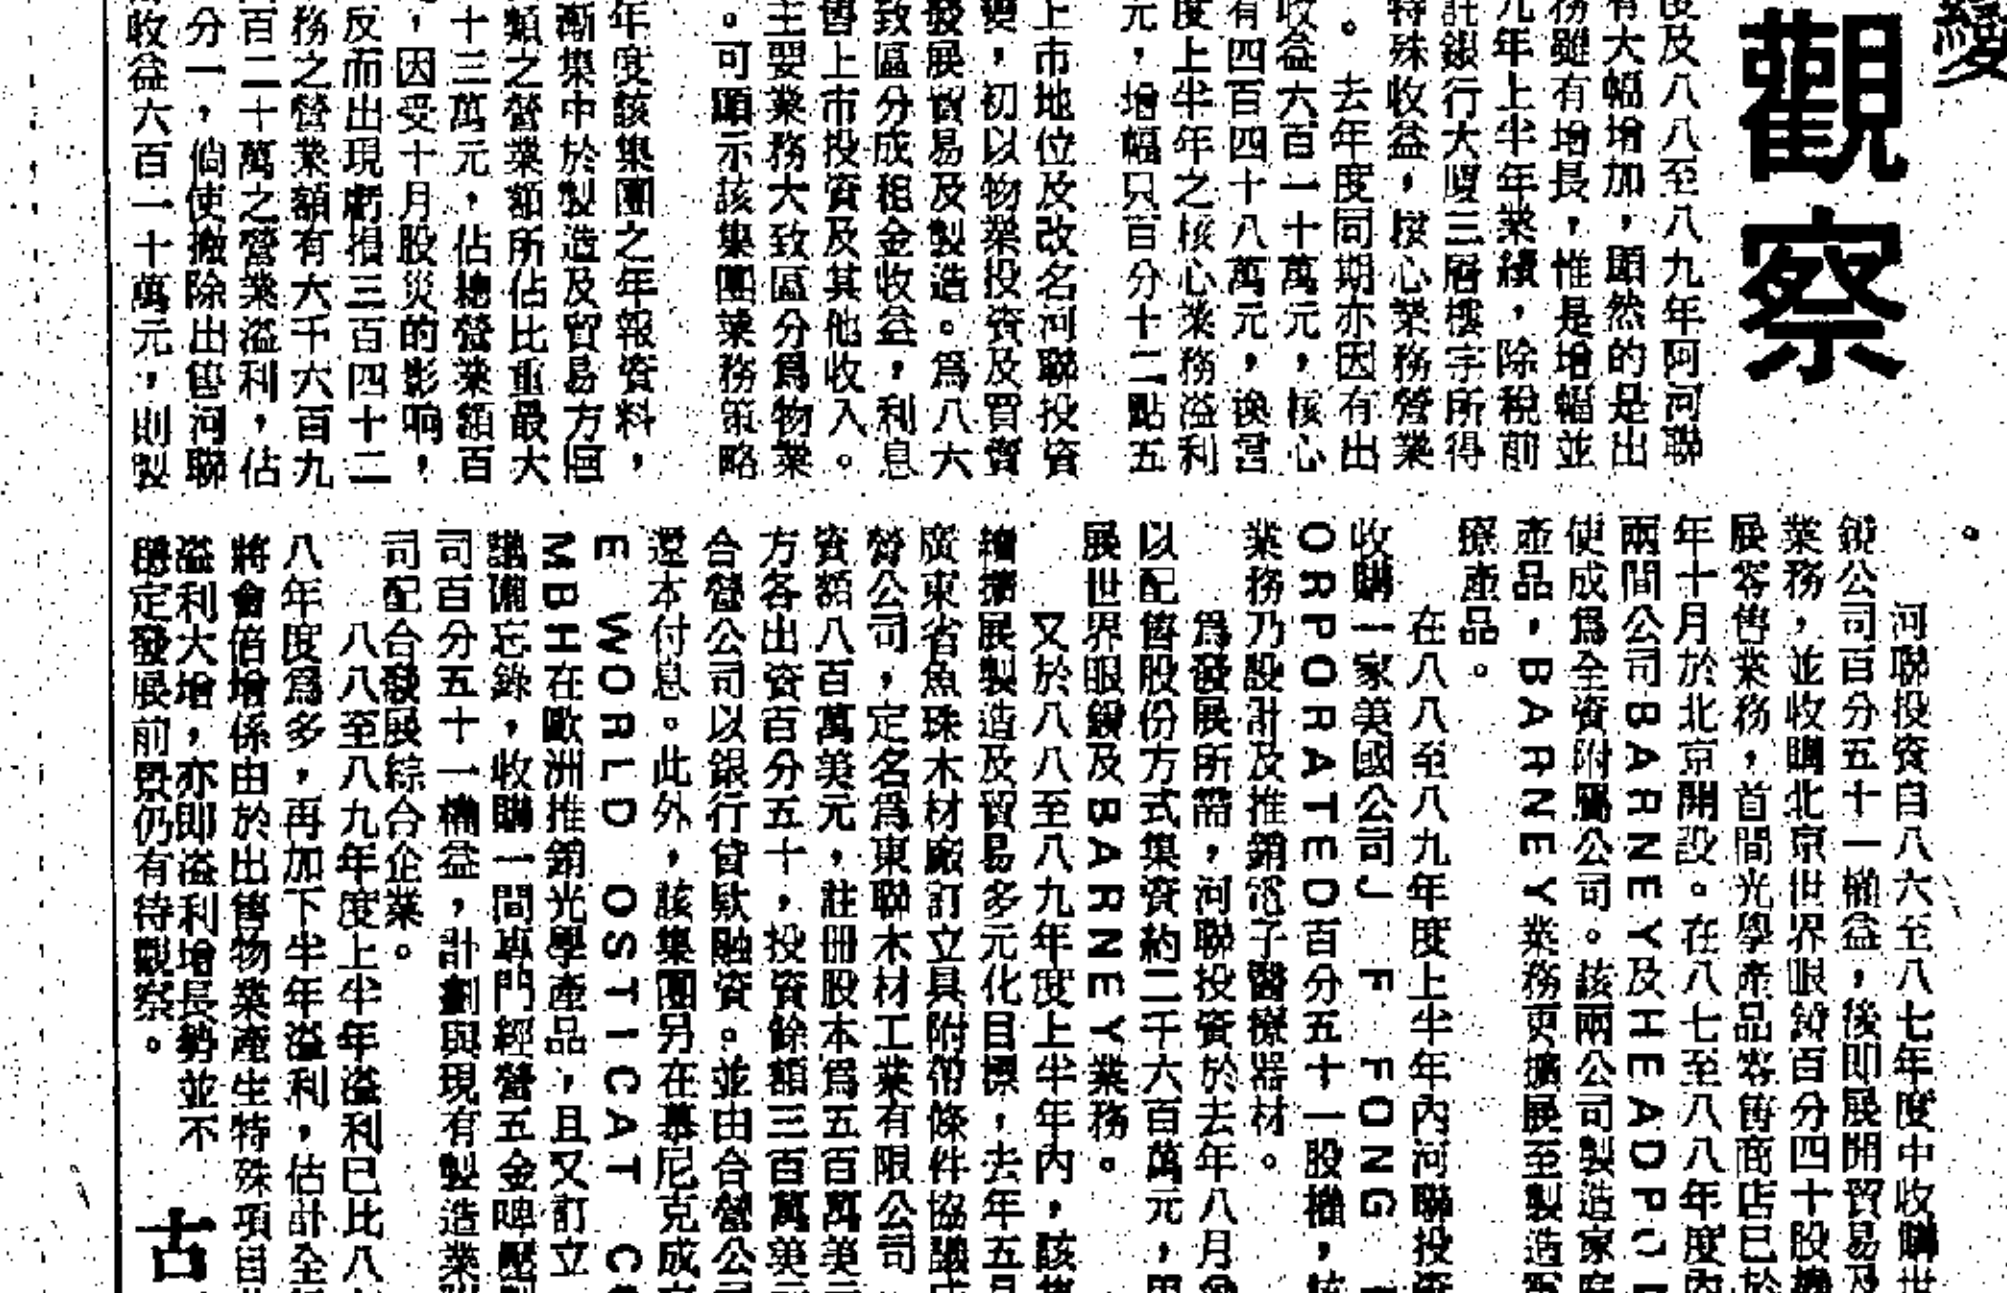 觀察
度及八八至八九年阿河聯
有大幅增加，顯然的是出
務雖有增長，惟是增幅並
九年上半年業績，除稅前
託銀行大廈三層樓宇所得
特殊收益，核心業務營業
。去年度同期亦因有出
收益六百一十萬元，核心
有四百四十八萬元，換言
度上半年之核心業務溢利
元，增幅只百分十二點五
上市地位及改名河聯投資
變，初以物業投資及買賣
發展貿易及製造。為八六
致區分成租金收益，利息
售上市投資及其他收入。
主要業務大致區分為物業
。可顯示該集團業務策略
年度該集團之年報資料，
漸集中於製造及貿易方面
類之營業額所佔比重最大
十三萬元，佔總營業額百
，因受十月股災的影响，
反而出現虧損三百四十二
務之營業額有六千六百九
百二十萬之營業溢利，佔
分一，倘使撇除出售河聯
收益六百一十萬元，則製
河聯投資自八六至八七年度中收購世
鏡公司百分五十一權益，後即展開貿易及
業務，並收購北京世界眼鏡百分四十股權
展零售業務，首間光學產品零售商店已於
年十月於北京開設。在八七至八八年度內
兩間公司BARNEY及HEADPU
使成為全資附屬公司。該兩公司製造家庭
產品，BARNEY業務更擴展至製造
療產品。
在八八至八九年度上半年內河聯投資
收購一家美國公司J F FONG
ORPORATED百分五十一股權，該
業務乃設計及推銷電子醫療器材。
為發展所需，河聯投資於去年八月曾
以配售股份方式集資約二千六百萬元，用
展世界眼鏡及BARNEY業務。
又於八八至八九年度上半年內，該集
續擴展製造及貿易多元化目標，去年五月
廣東省魚珠木材廠訂立具附帶條件協議成
營公司，定名為東聯木材工業有限公司
資額八百萬美元，註冊股本為五百萬美元
方各出資百分五十，投資餘額三百萬美元
合營公司以銀行貸款融資。並由合營公司
還本付息。此外，該集團另在慕尼克成立
E WORLD OSTICAT C
MBH在歐洲推銷光學產品，且又訂立
議備忘錄，收購一間專門經營五金啤壓製
司百分五十一權益，計劃與現有製造業
司配合發展綜合企業。
八八至八九年度上半年溢利已比八
八年度為多，再加下半年溢利，估計全
將會倍增係由於出售物業產生特殊項目
溢利大增，亦即溢利增長勢並不
穩定發展前景仍有待觀察。
古